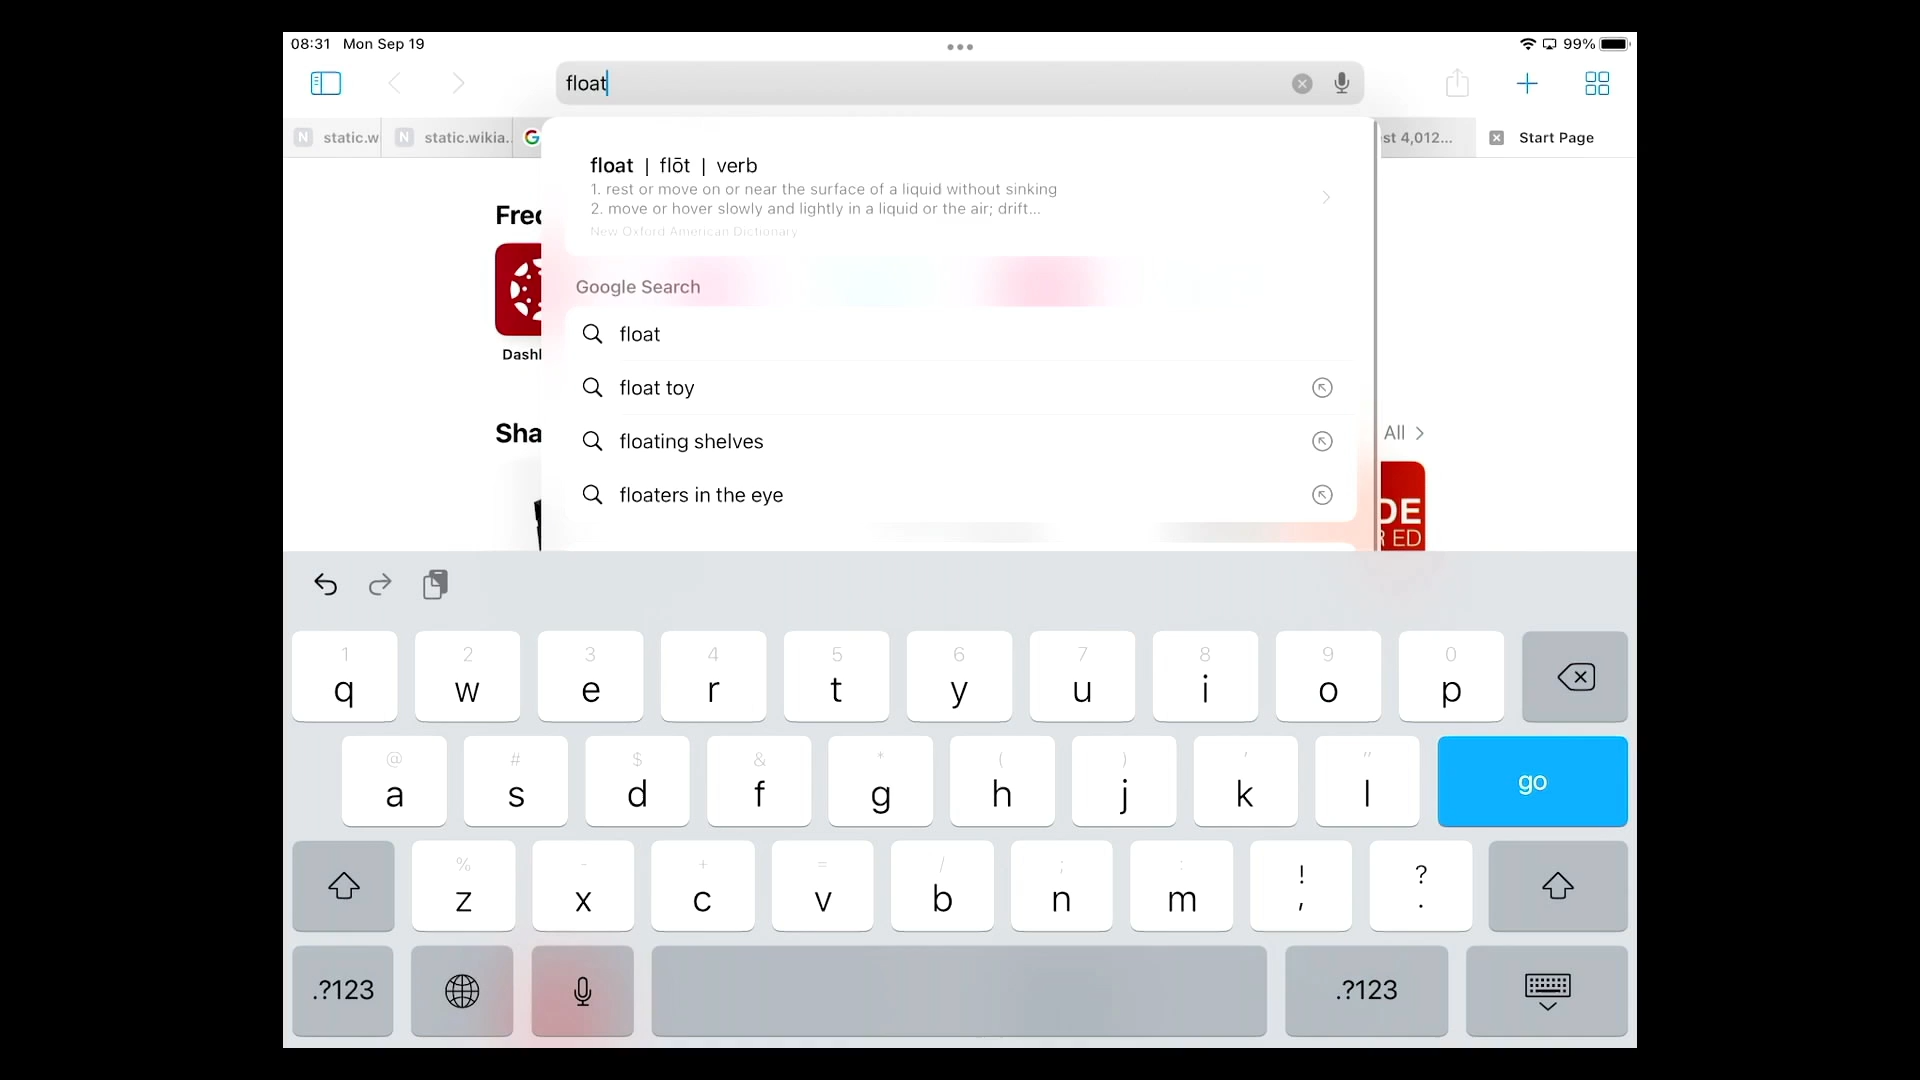 08:31 Mon Sep 19
99%
float
static.w
static.wikia.
st 4,012...
Start Page
float | flōt | verb
1. rest or move on or near the surface of a liquid without sinking
2. move or hover slowly and lightly in a liquid or the air; drift...
New Oxford American Dictionary
Google Search
float
float toy
floating shelves
floaters in the eye
Freq
Dashl
Sha
All
DE
R ED
1 2 3 4 5 6 7 8 9 0
q w e r t y u i o p
@ # $ & * ( ) ' "
a s d f g h j k l go
% - + = / ; : ! ?
z x c v b n m , .
.?123 .?123